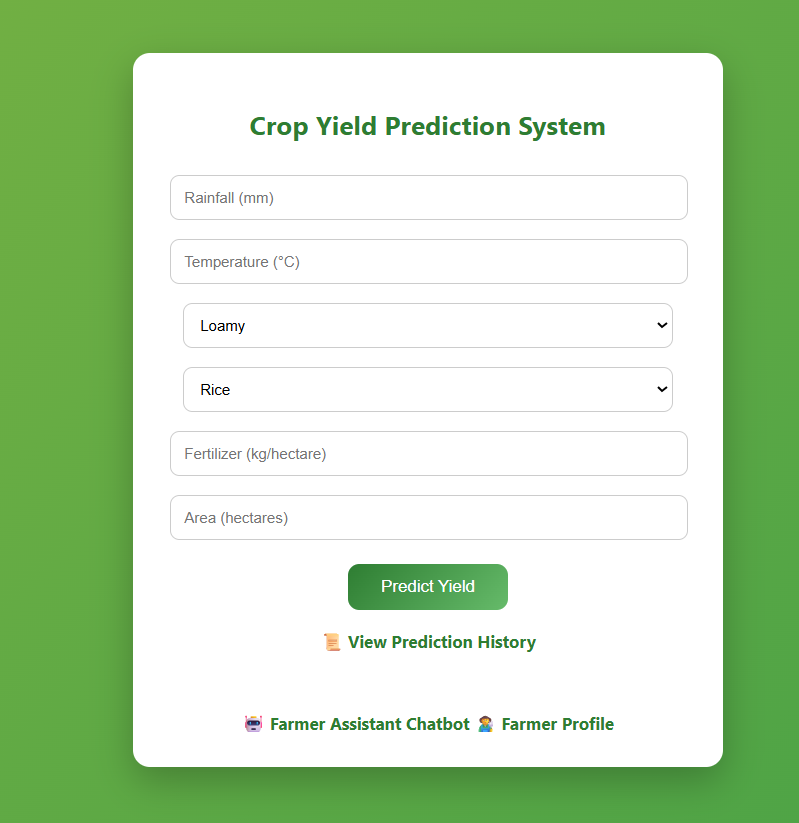 Crop Yield Prediction System
Rainfall (mm)
Temperature (°C)
Loamy
Rice
Fertilizer (kg/hectare)
Area (hectares)
Predict Yield
📜 View Prediction History
🤖 Farmer Assistant Chatbot 👨‍🌾 Farmer Profile